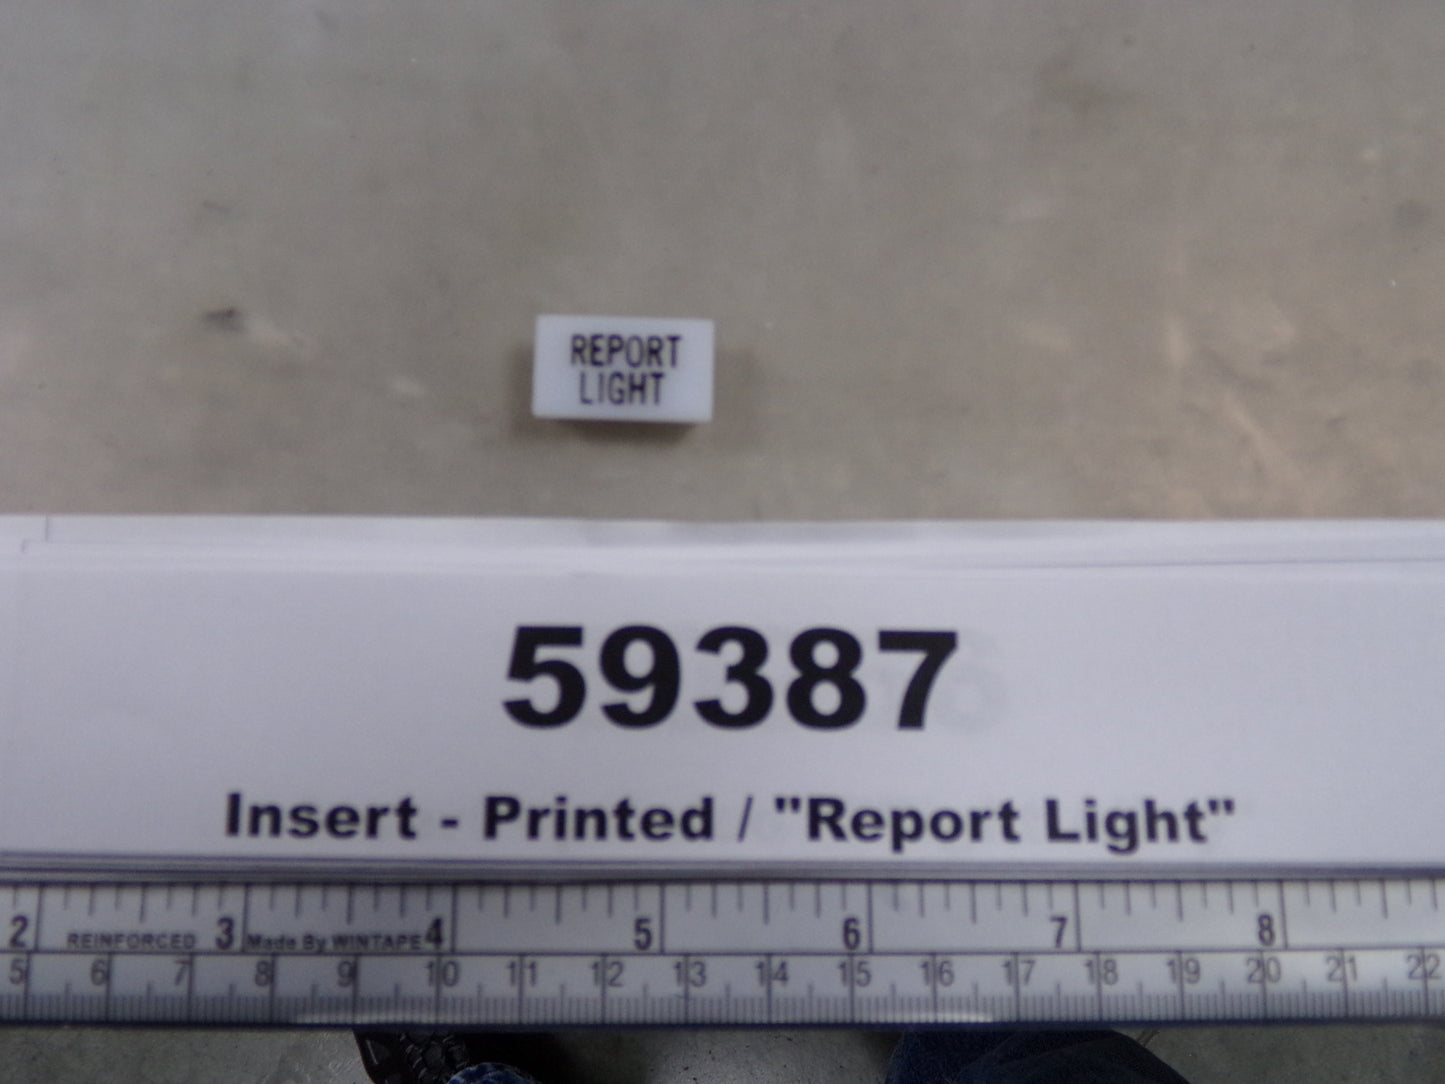 REPORT
LIGHT
59387
Insert - Printed / "Report Light"
2 REINFORCED 3 Made By WINTAPE 4 5 6 7 8
5 6 7 8 9 10 11 12 13 14 15 16 17 18 19 20 21 22